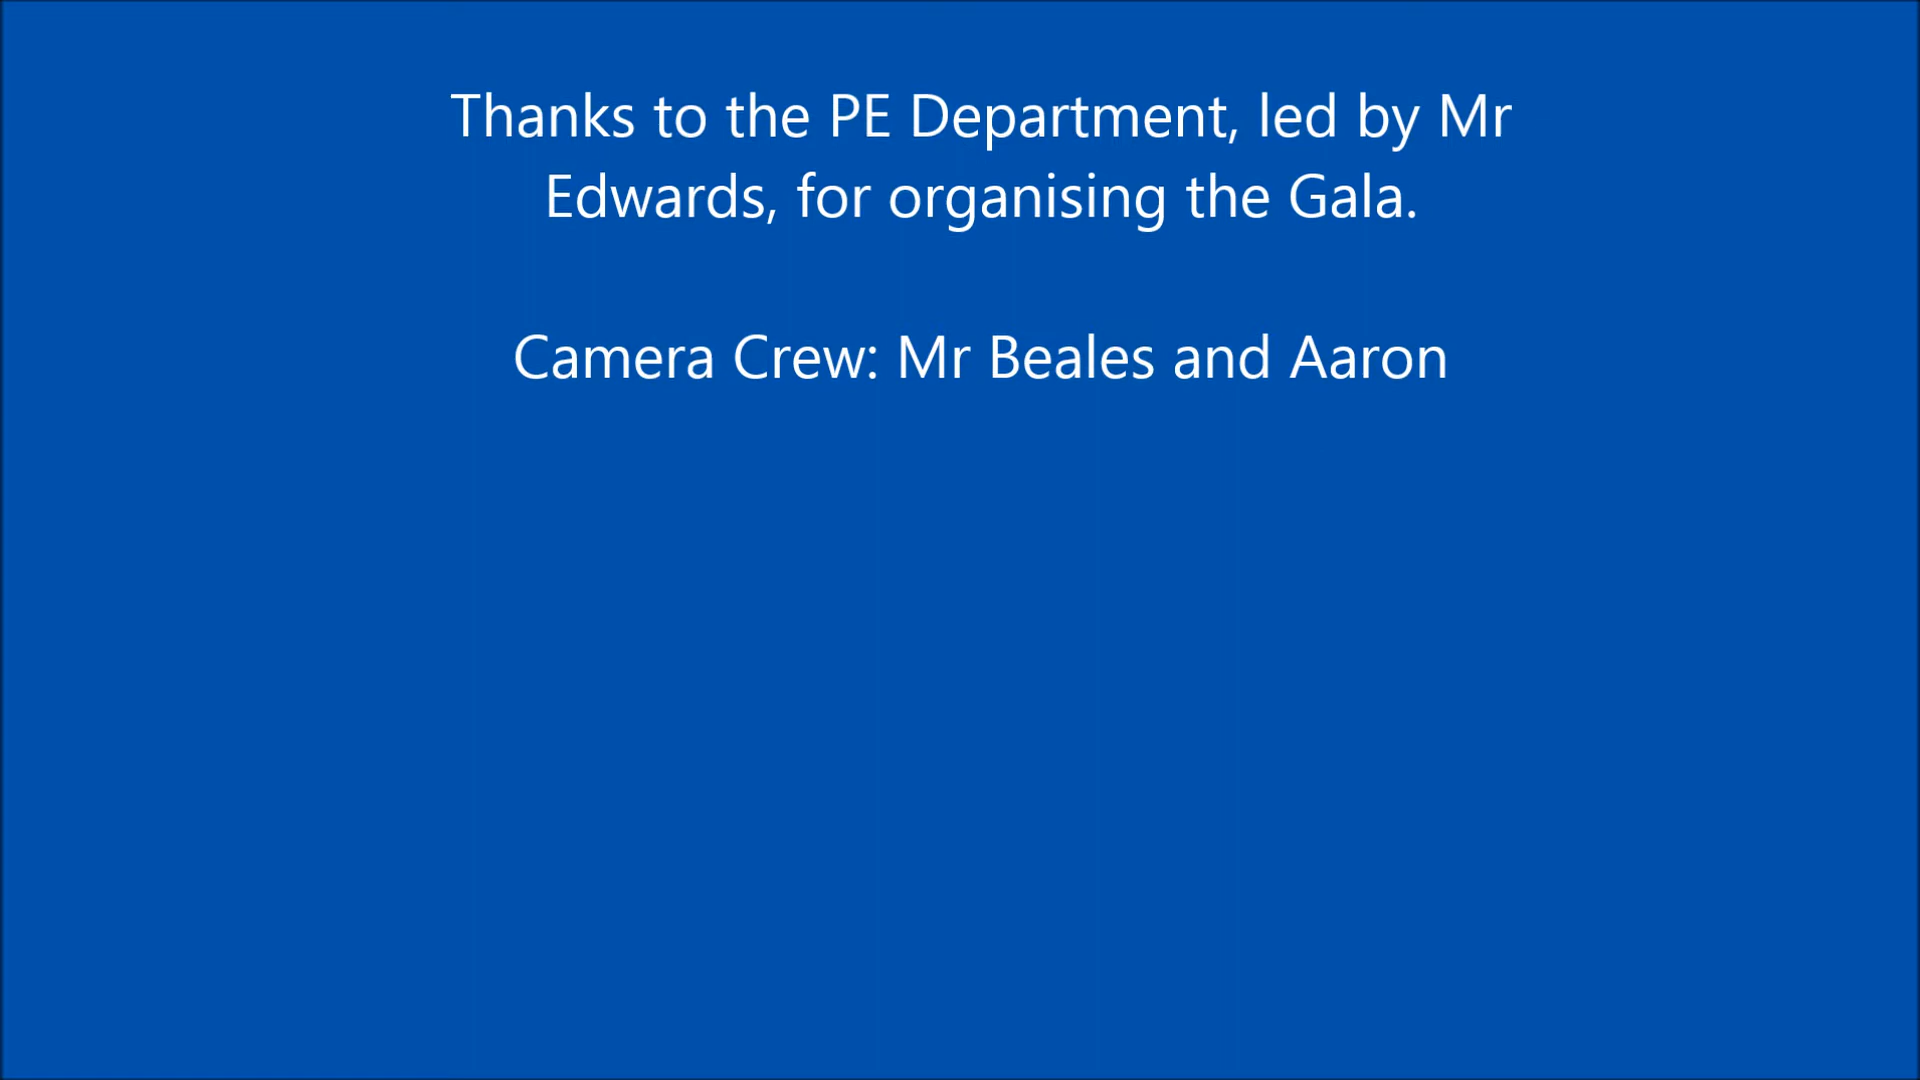 Thanks to the PE Department, led by Mr
Edwards, for organising the Gala.
Camera Crew: Mr Beales and Aaron